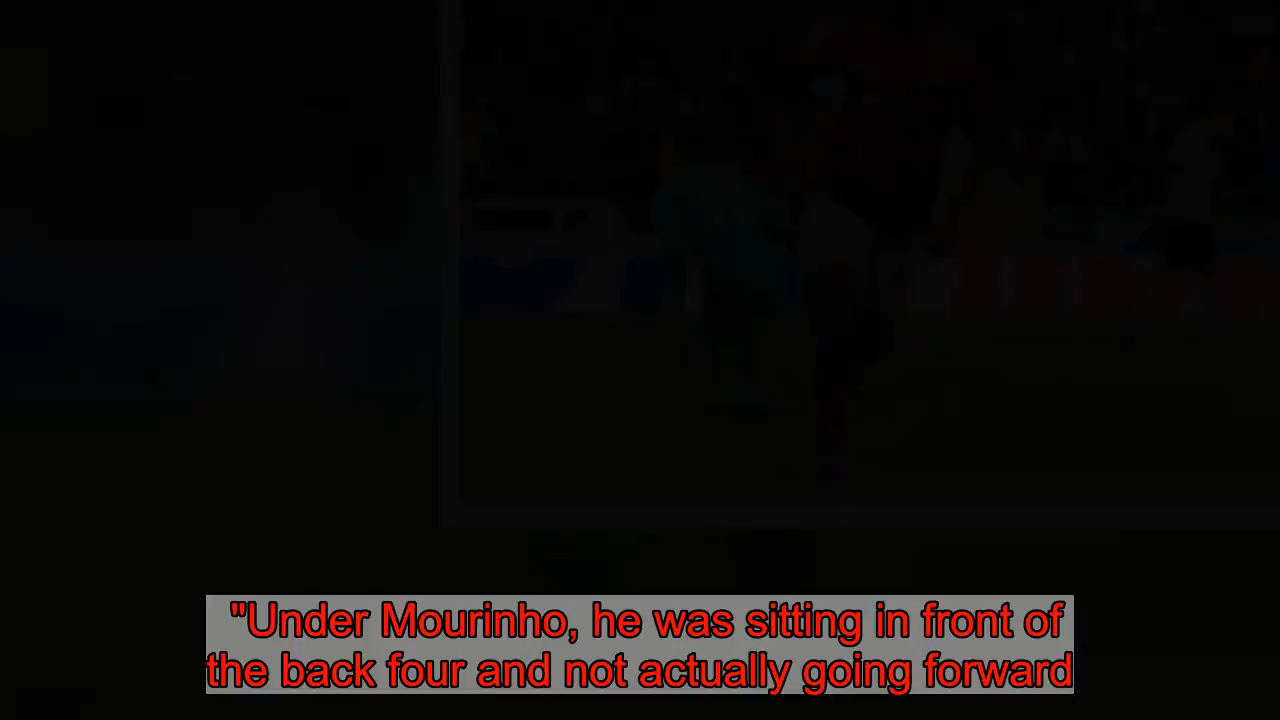 "Under Mourinho, he was sitting in front of
the back four and not actually going forward